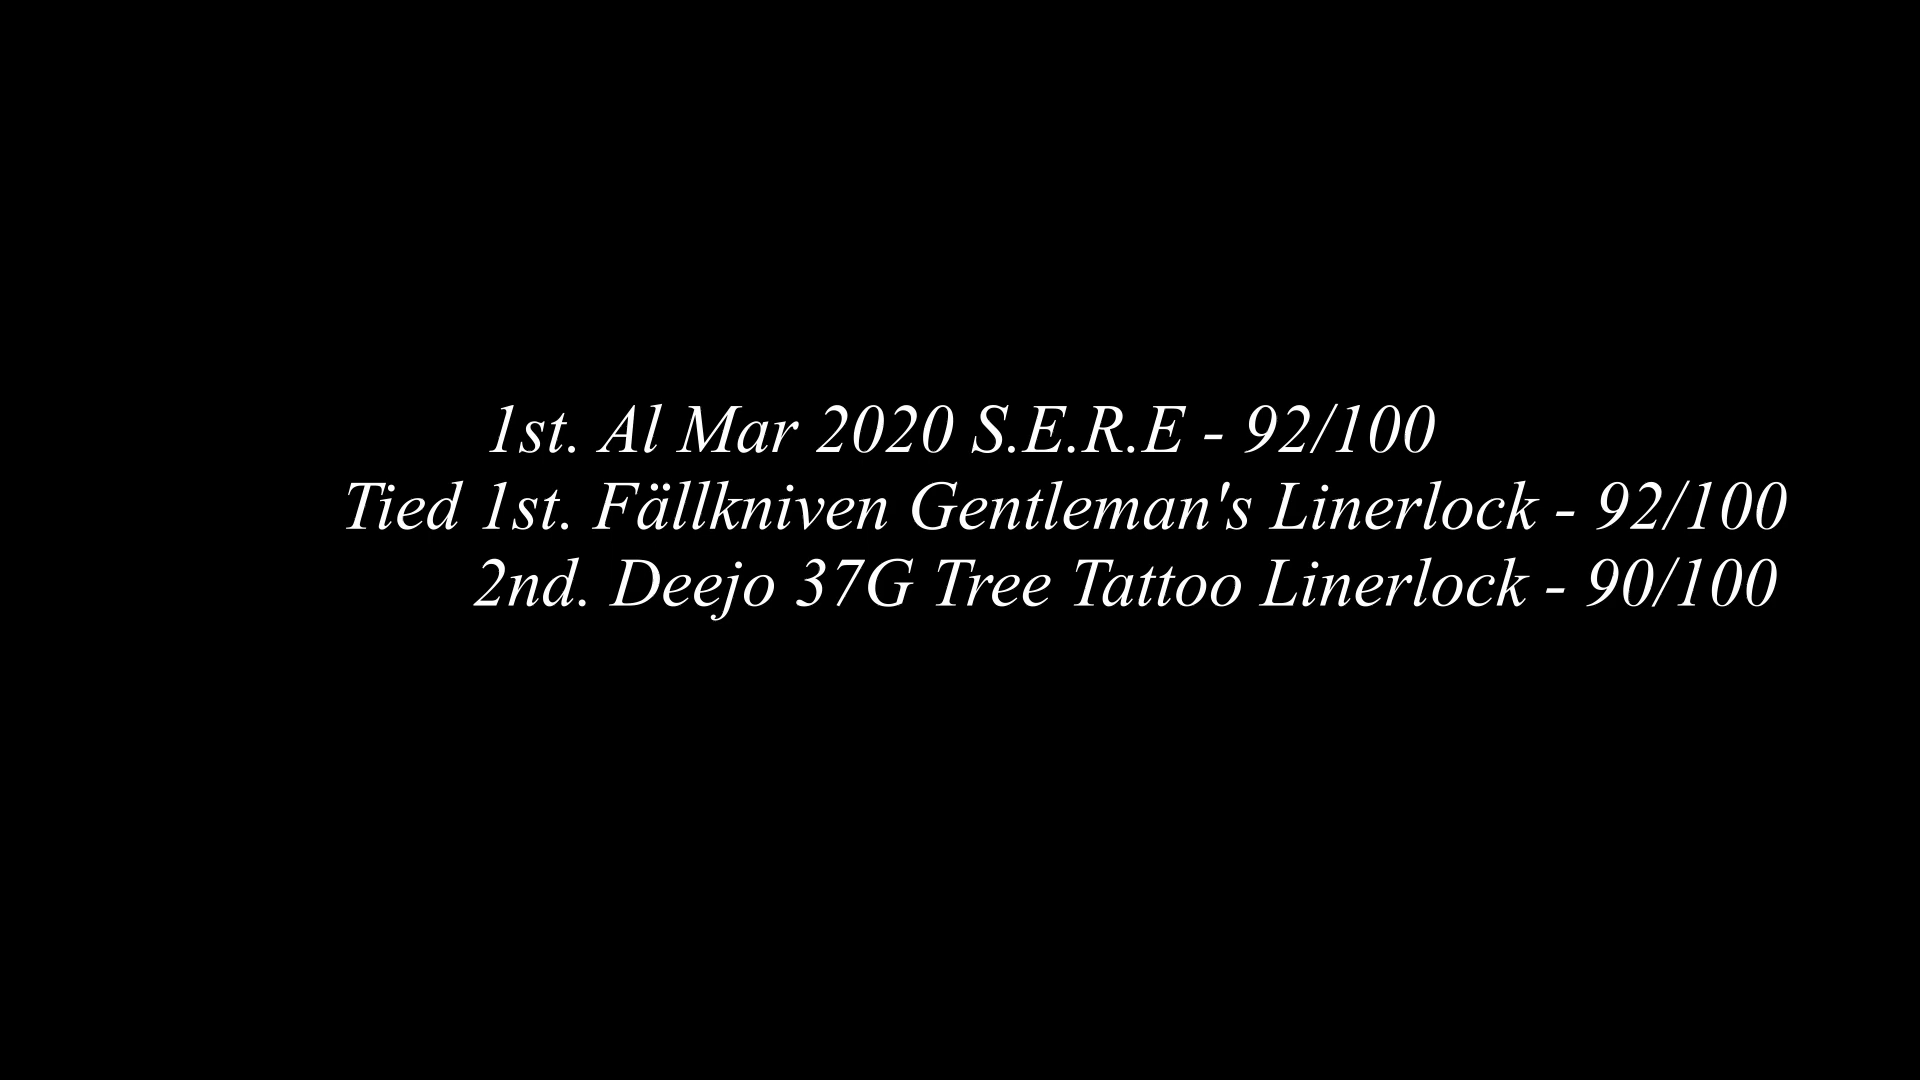 1st. Al Mar 2020 S.E.R.E - 92/100
Tied 1st. Fällkniven Gentleman's Linerlock - 92/100
2nd. Deejo 37G Tree Tattoo Linerlock - 90/100